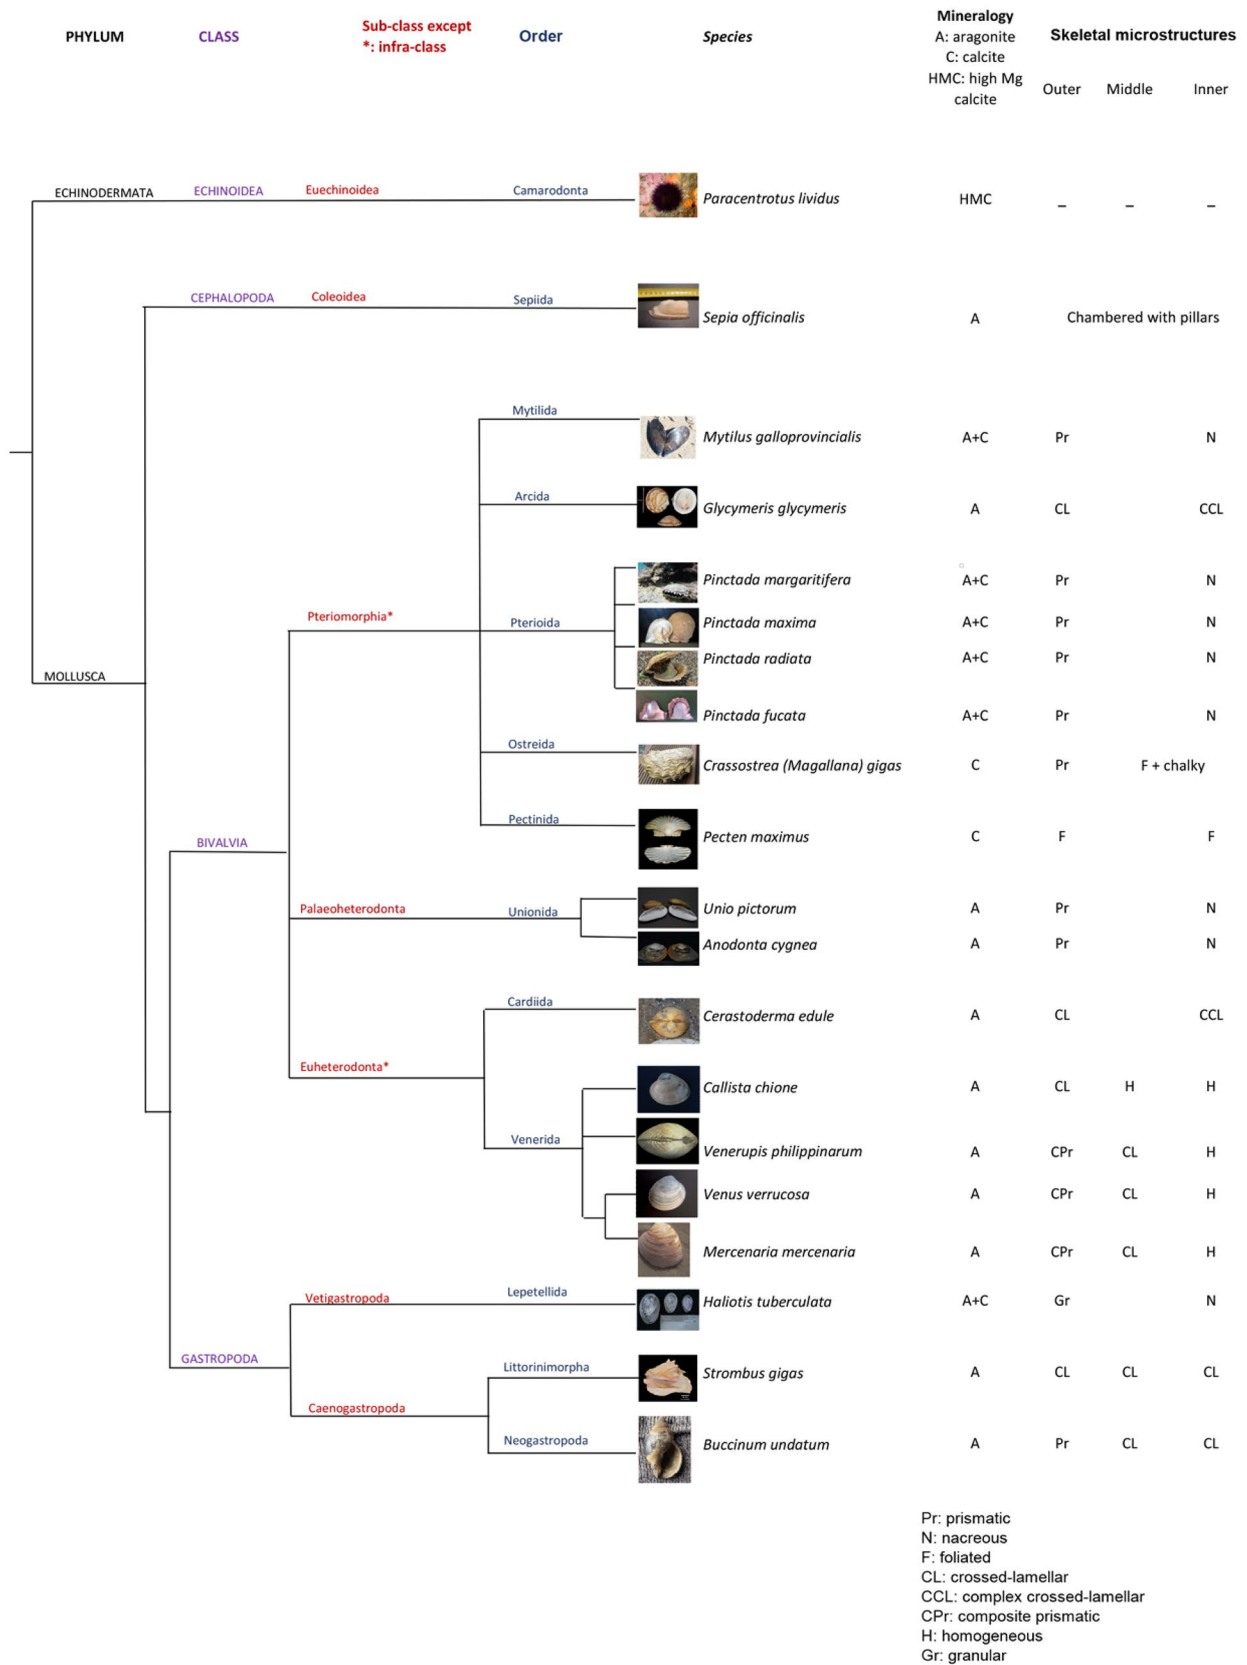 PHYLUM CLASS Sub-class except Order Species Mineralogy Skeletal microstructures
*: infra-class A: aragonite
C: calcite
HMC: high Mg calcite Outer Middle Inner
ECHINODERMATA ECHINOIDEA Euechinoidea Camarodonta Paracentrotus lividus HMC _ _ _
CEPHALOPODA Coleoidea Sepiida Sepia officinalis A Chambered with pillars
Mytilida Mytilus galloprovincialis A+C Pr N
Arcida Glycymeris glycymeris A CL CCL
Pinctada margaritifera A+C Pr N
Pteriomorphia* Pterioida Pinctada maxima A+C Pr N
Pinctada radiata A+C Pr N
MOLLUSCA
Pinctada fucata A+C Pr N
Ostreida Crassostrea (Magallana) gigas C Pr F + chalky
Pectinida Pecten maximus C F F
BIVALVIA
Palaeoheterodonta Unionida Unio pictorum A Pr N
Anodonta cygnea A Pr N
Cardiida Cerastoderma edule A CL CCL
Euheterodonta*
Callista chione A CL H H
Venerida Venerupis philippinarum A CPr CL H
Venus verrucosa A CPr CL H
Mercenaria mercenaria A CPr CL H
Vetigastropoda Lepetellida Haliotis tuberculata A+C Gr N
GASTROPODA
Littorinimorpha Strombus gigas A CL CL CL
Caenogastropoda
Neogastropoda Buccinum undatum A Pr CL CL
Pr: prismatic
N: nacreous
F: foliated
CL: crossed-lamellar
CCL: complex crossed-lamellar
CPr: composite prismatic
H: homogeneous
Gr: granular